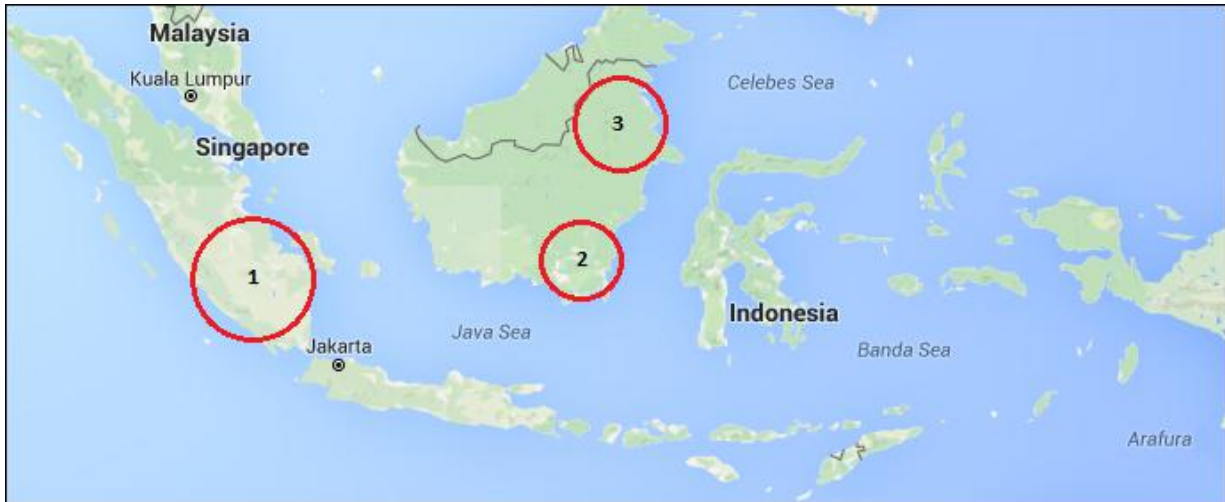 Malaysia
Kuala Lumpur
Celebes Sea
3
Singapore
1
2
Indonesia
Java Sea
Jakarta
Banda Sea
Arafura